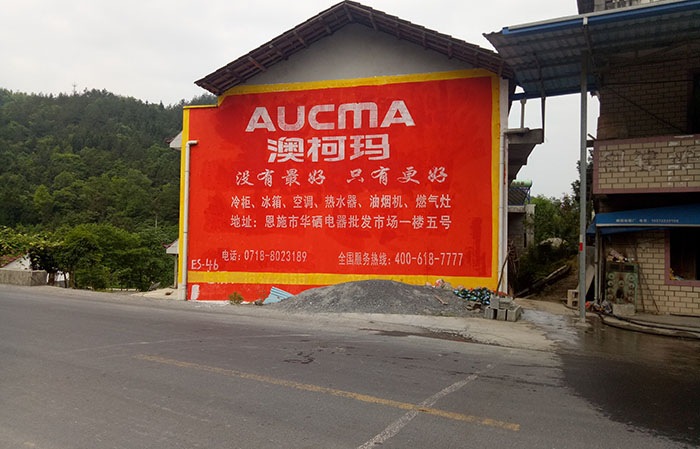 AUCMA
澳柯玛
没有最好 只有更好
冷柜、冰箱、空调、热水器、油烟机、燃气灶
地址：恩施市华硒电器批发市场一楼五号
电话：0718-8023189 全国服务热线：400-618-7777
ES-46